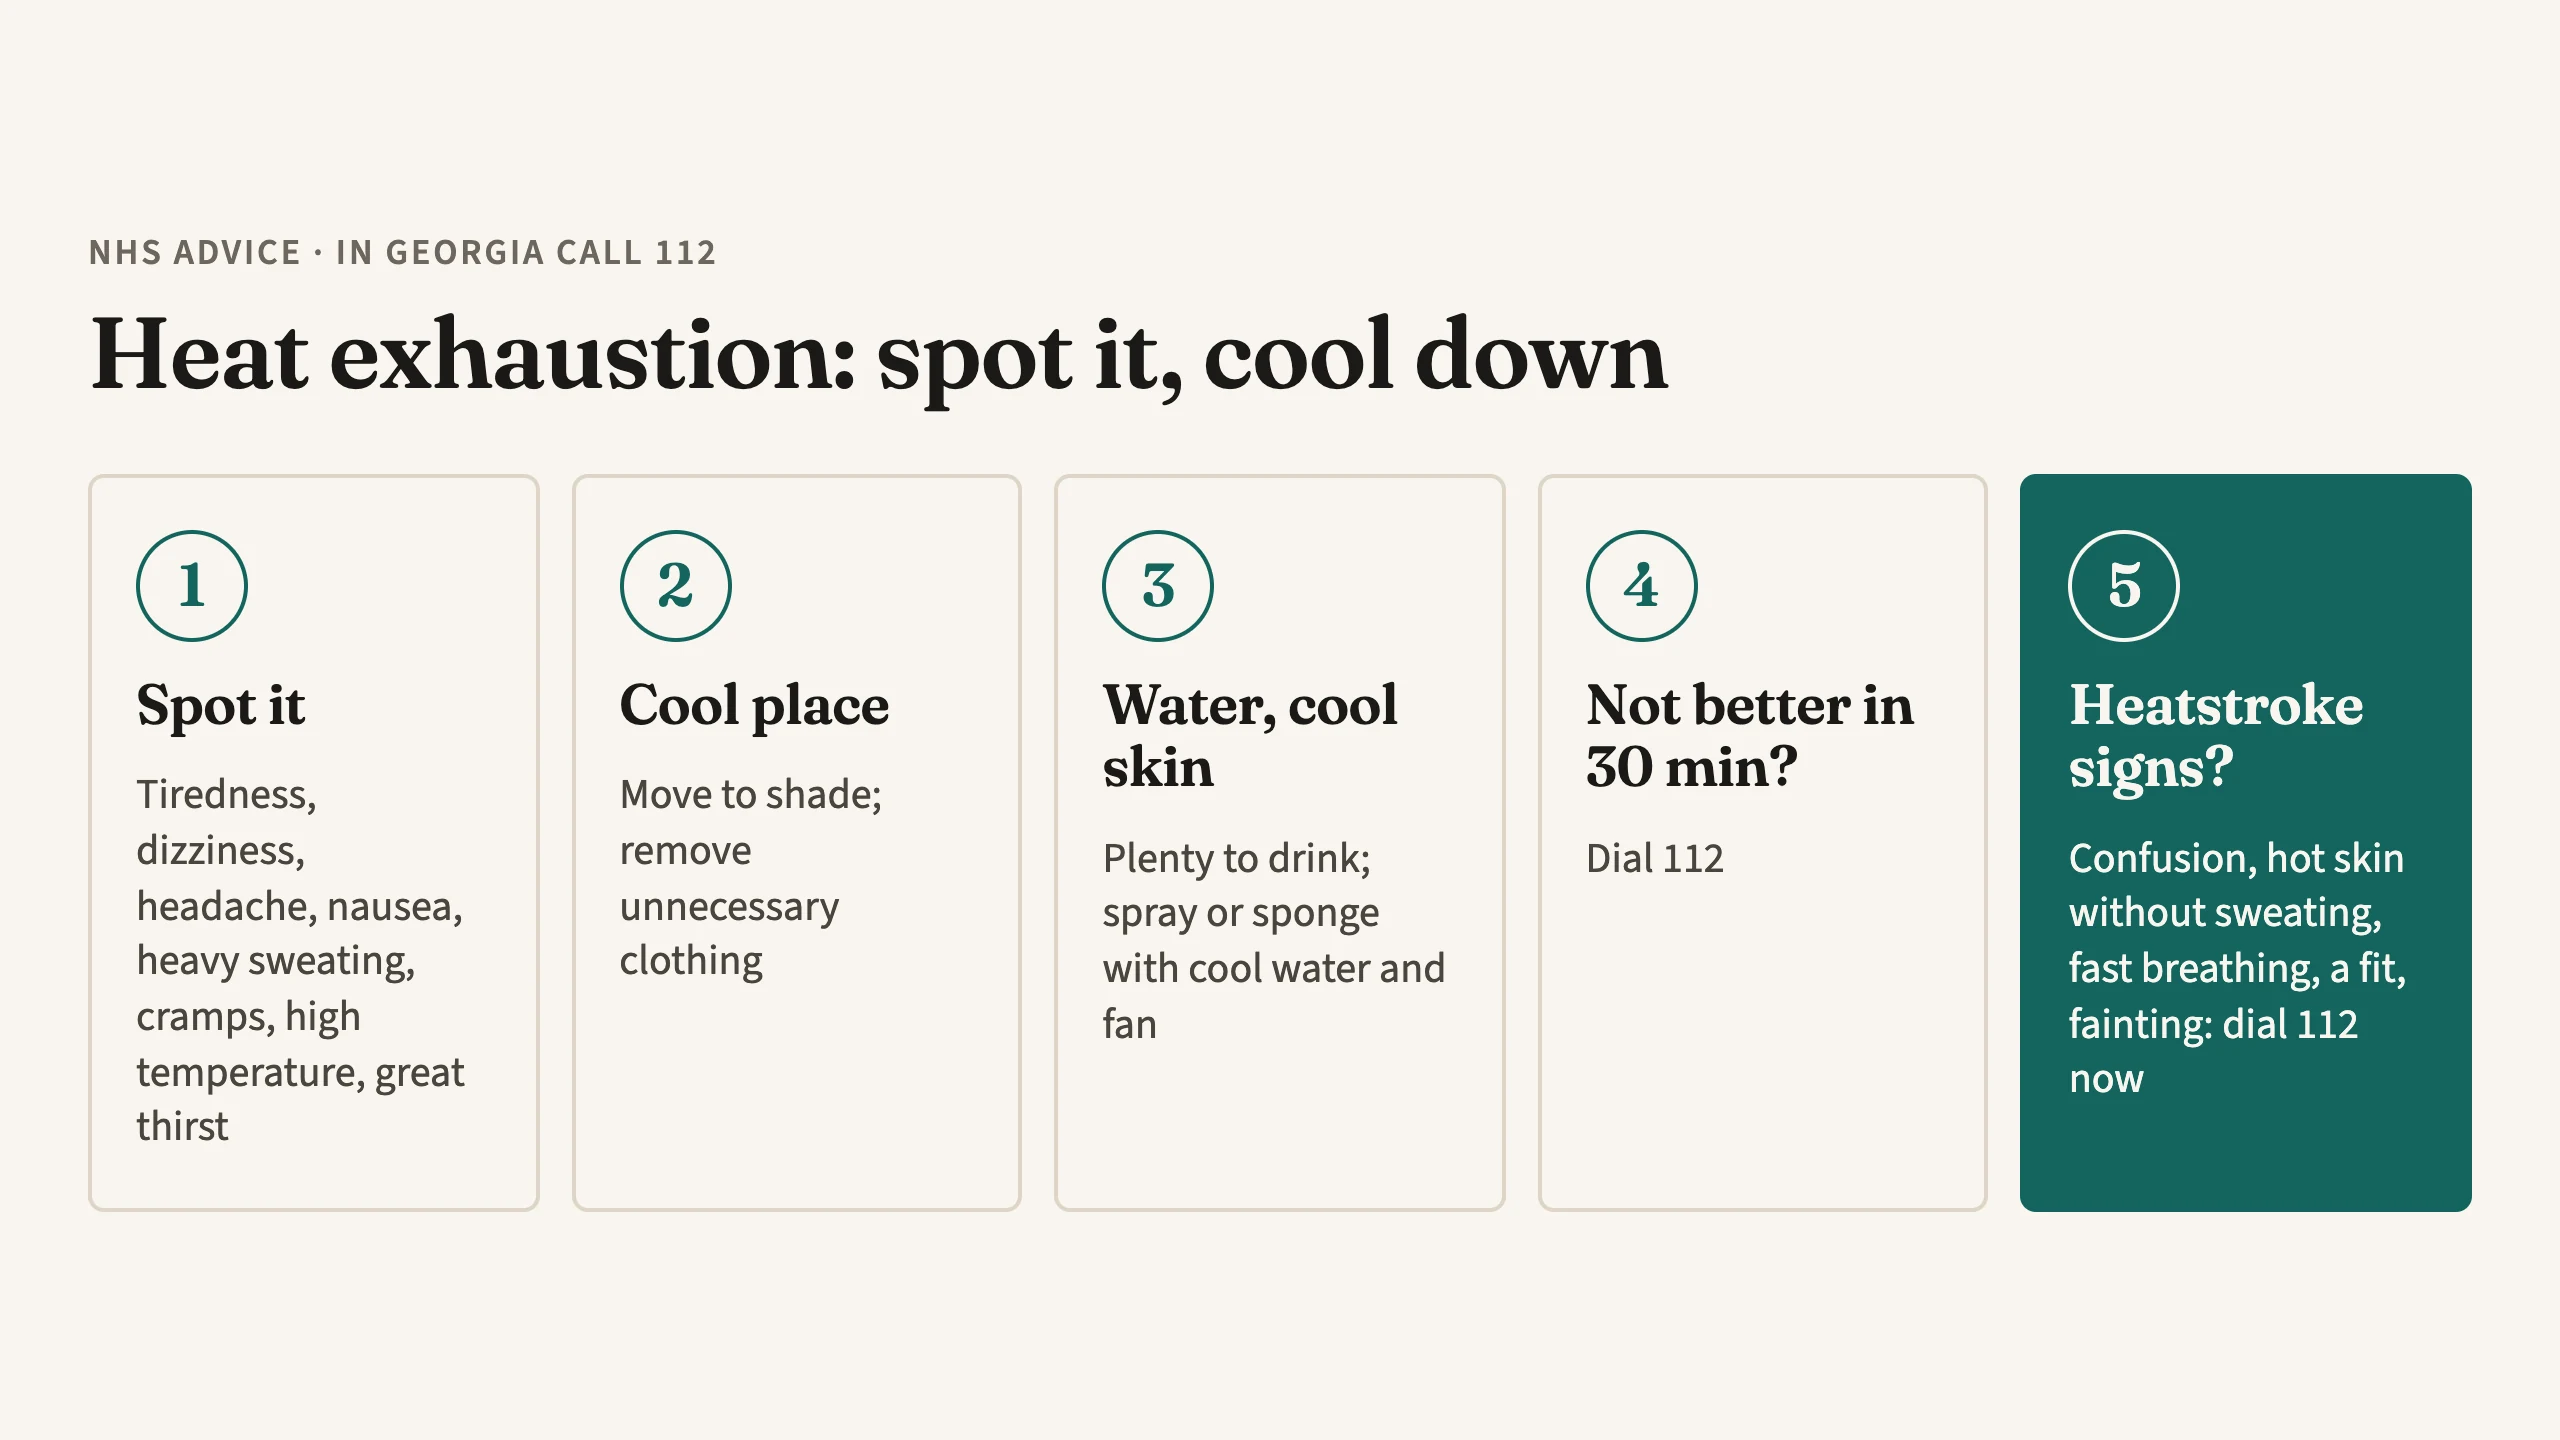 NHS ADVICE · IN GEORGIA CALL 112
Heat exhaustion: spot it, cool down
1
Spot it
Tiredness,
dizziness,
headache, nausea,
heavy sweating,
cramps, high
temperature, great
thirst
2
Cool place
Move to shade;
remove
unnecessary
clothing
3
Water, cool
skin
Plenty to drink;
spray or sponge
with cool water and
fan
4
Not better in
30 min?
Dial 112
5
Heatstroke
signs?
Confusion, hot skin
without sweating,
fast breathing, a fit,
fainting: dial 112
now